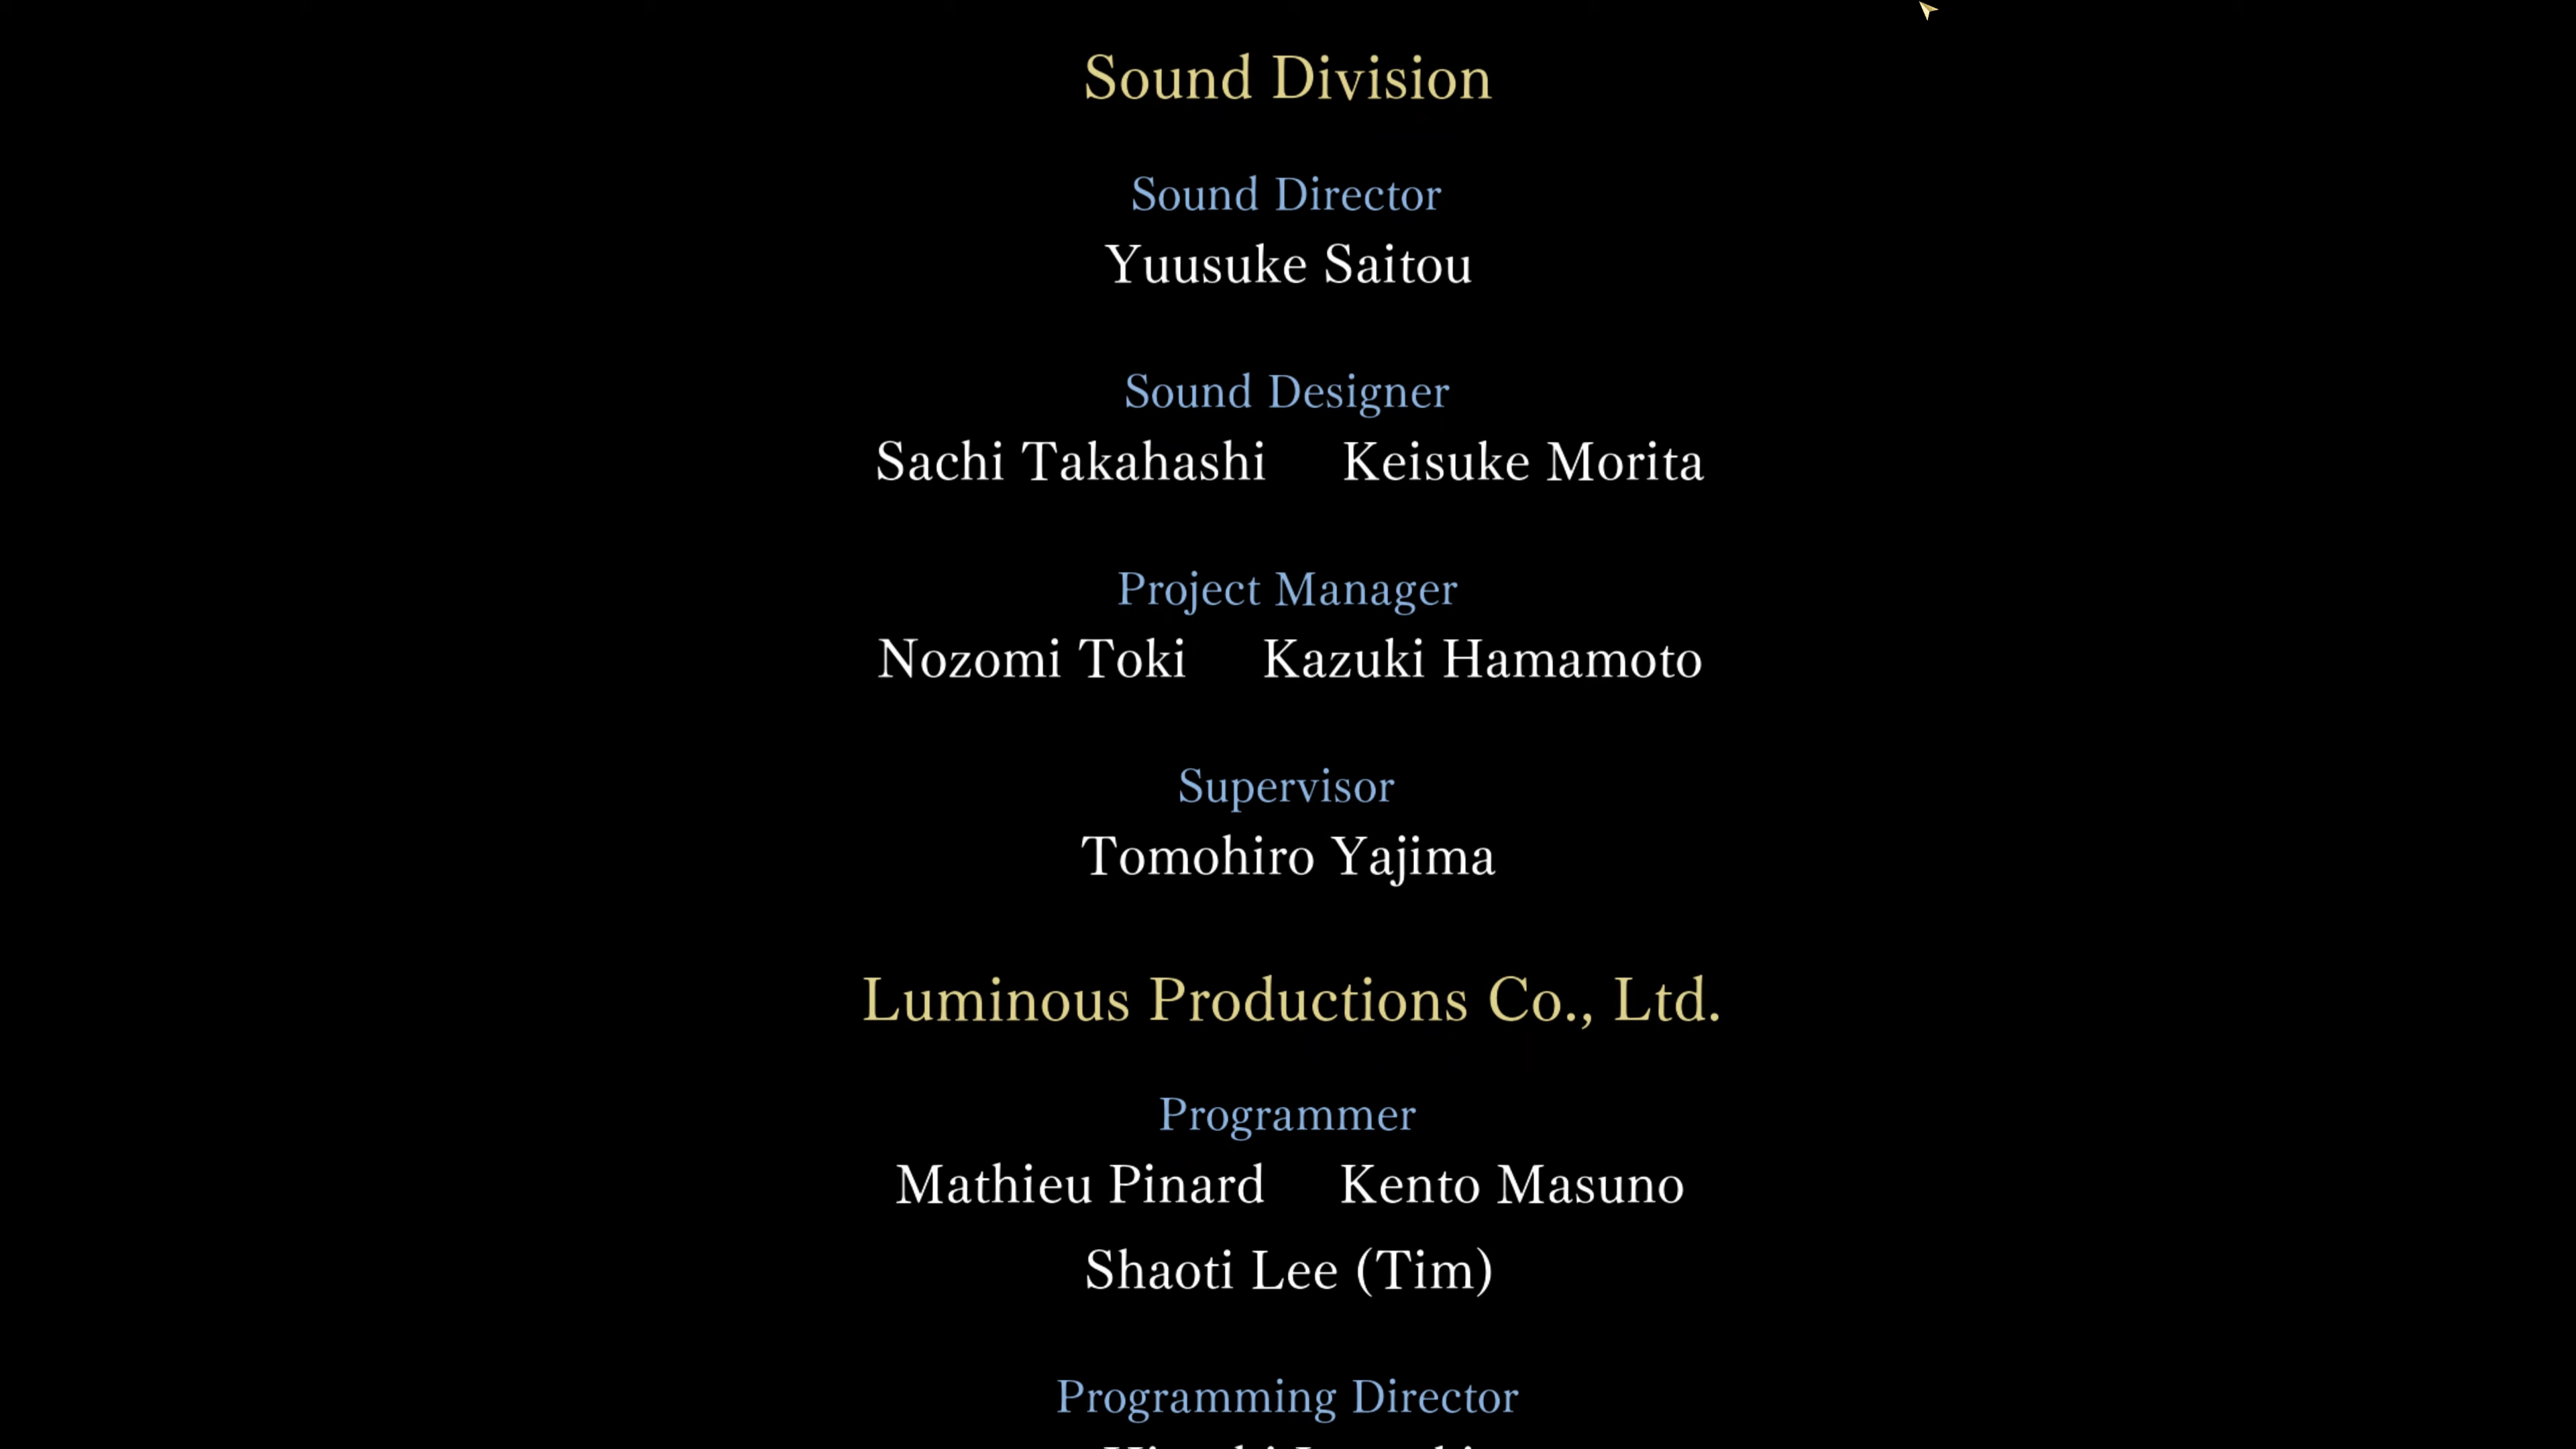 Sound Division
Sound Director
Yuusuke Saitou
Sound Designer
Sachi Takahashi Keisuke Morita
Project Manager
Nozomi Toki Kazuki Hamamoto
Supervisor
Tomohiro Yajima
Luminous Productions Co., Ltd.
Programmer
Mathieu Pinard Kento Masuno
Shaoti Lee (Tim)
Programming Director